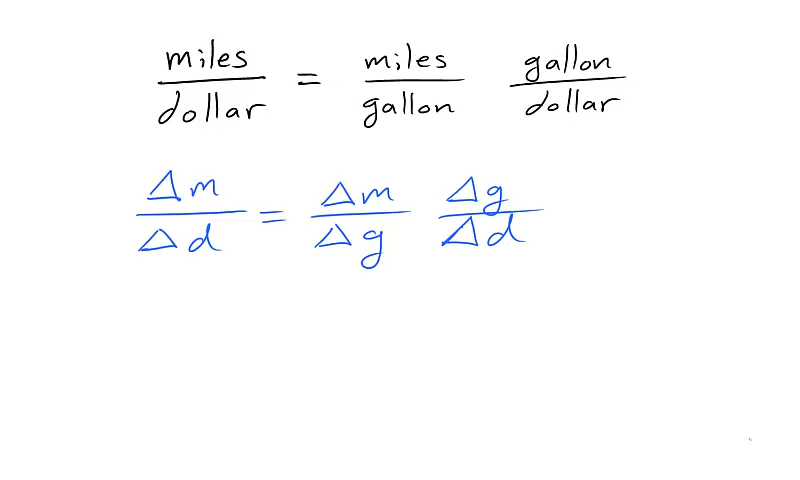 miles/dollar = miles/gallon gallon/dollar
Δm/Δd = Δm/Δg Δg/Δd